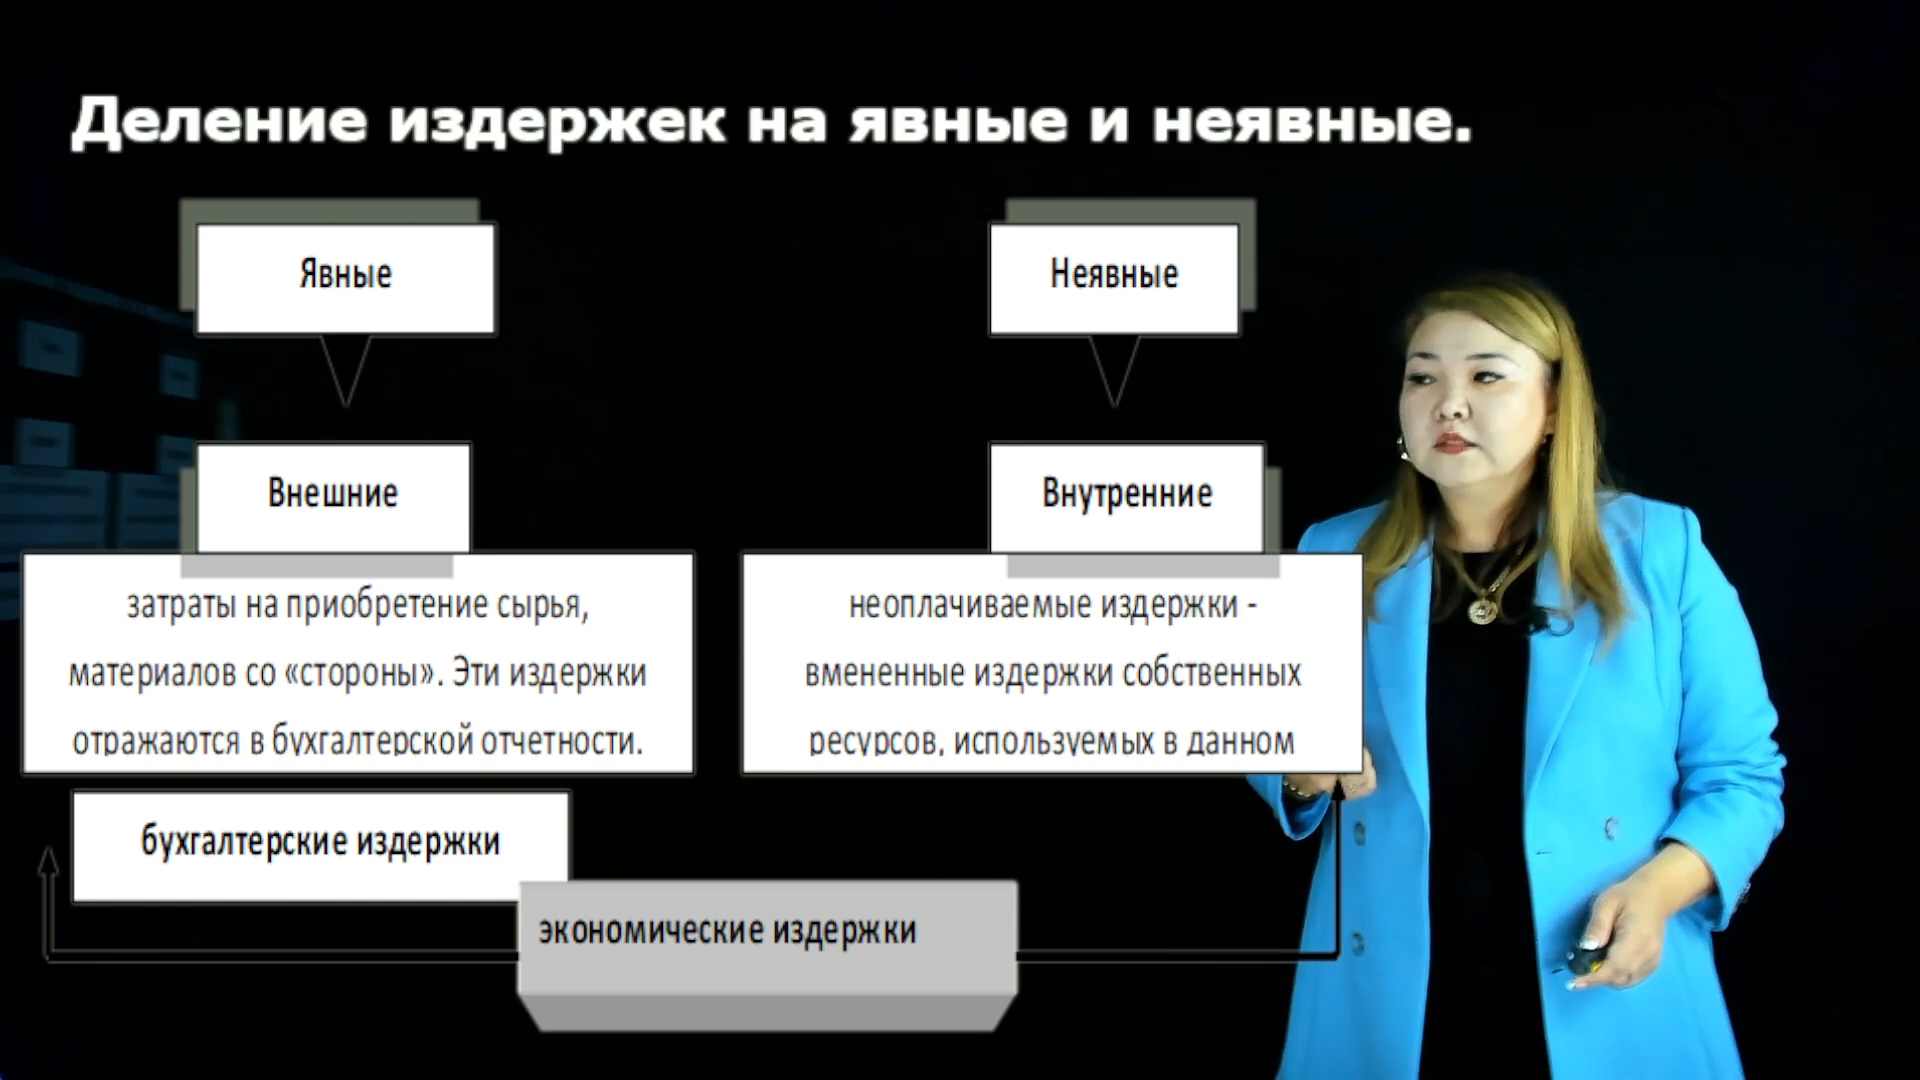 Деление издержек на явные и неявные.
Явные
Неявные
Внешние
Внутренние
затраты на приобретение сырья,
материалов со «стороны». Эти издержки
отражаются в бухгалтерской отчетности.
неоплачиваемые издержки -
вмененные издержки собственных
ресурсов, используемых в данном
бухгалтерские издержки
экономические издержки